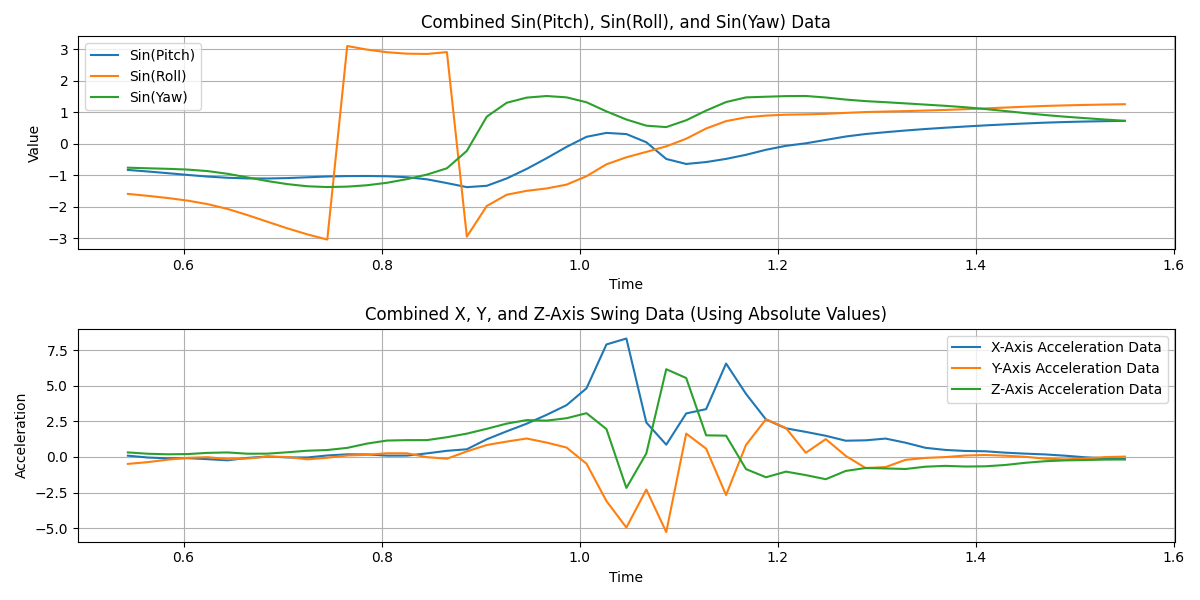 Combined Sin(Pitch), Sin(Roll), and Sin(Yaw) Data
Value
3
2
1
0
−1
−2
−3
Sin(Pitch)
Sin(Roll)
Sin(Yaw)
0.6 0.8 1.0 1.2 1.4 1.6
Time
Combined X, Y, and Z-Axis Swing Data (Using Absolute Values)
Acceleration
7.5
5.0
2.5
0.0
−2.5
−5.0
X-Axis Acceleration Data
Y-Axis Acceleration Data
Z-Axis Acceleration Data
0.6 0.8 1.0 1.2 1.4 1.6
Time